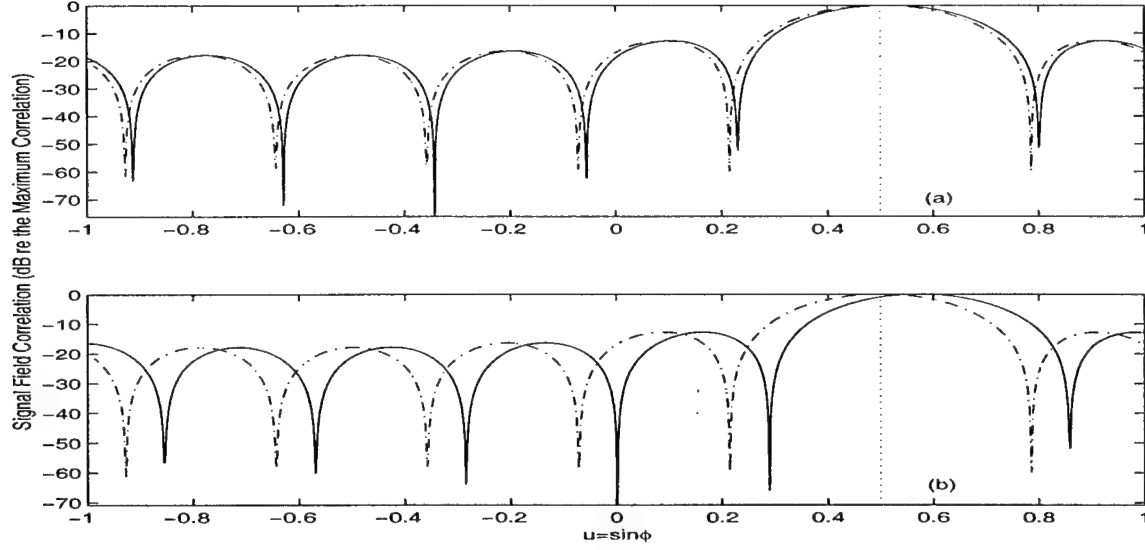 Signal Field Correlation (dB re the Maximum Correlation)
0
−10
−20
−30
−40
−50
−60
−70
(a)
−1 −0.8 −0.6 −0.4 −0.2 0 0.2 0.4 0.6 0.8 1
0
−10
−20
−30
−40
−50
−60
−70
(b)
−1 −0.8 −0.6 −0.4 −0.2 0 0.2 0.4 0.6 0.8 1
u=sinϕ